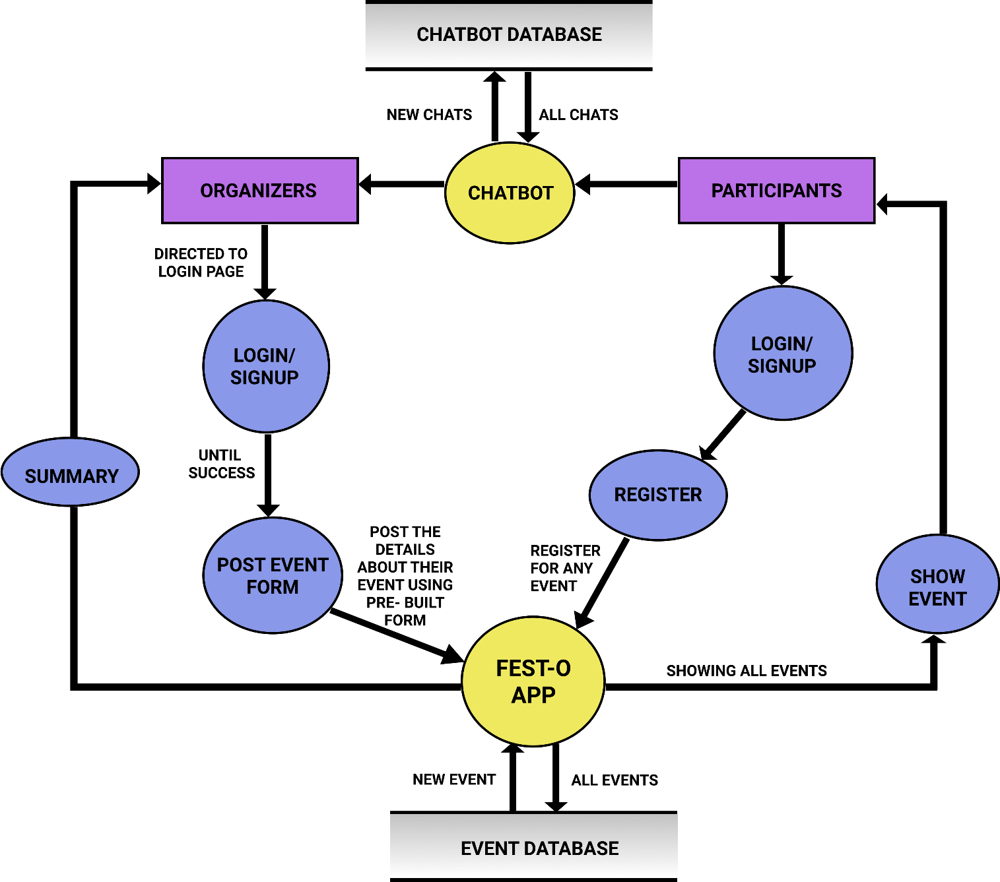 CHATBOT DATABASE
NEW CHATS
ALL CHATS
ORGANIZERS
CHATBOT
PARTICIPANTS
DIRECTED TO
LOGIN PAGE
LOGIN/
SIGNUP
LOGIN/
SIGNUP
UNTIL
SUCCESS
SUMMARY
REGISTER
POST EVENT
FORM
POST THE
DETAILS
ABOUT THEIR
EVENT USING
PRE- BUILT
FORM
REGISTER
FOR ANY
EVENT
SHOW
EVENT
FEST-O
APP
SHOWING ALL EVENTS
NEW EVENT
ALL EVENTS
EVENT DATABASE